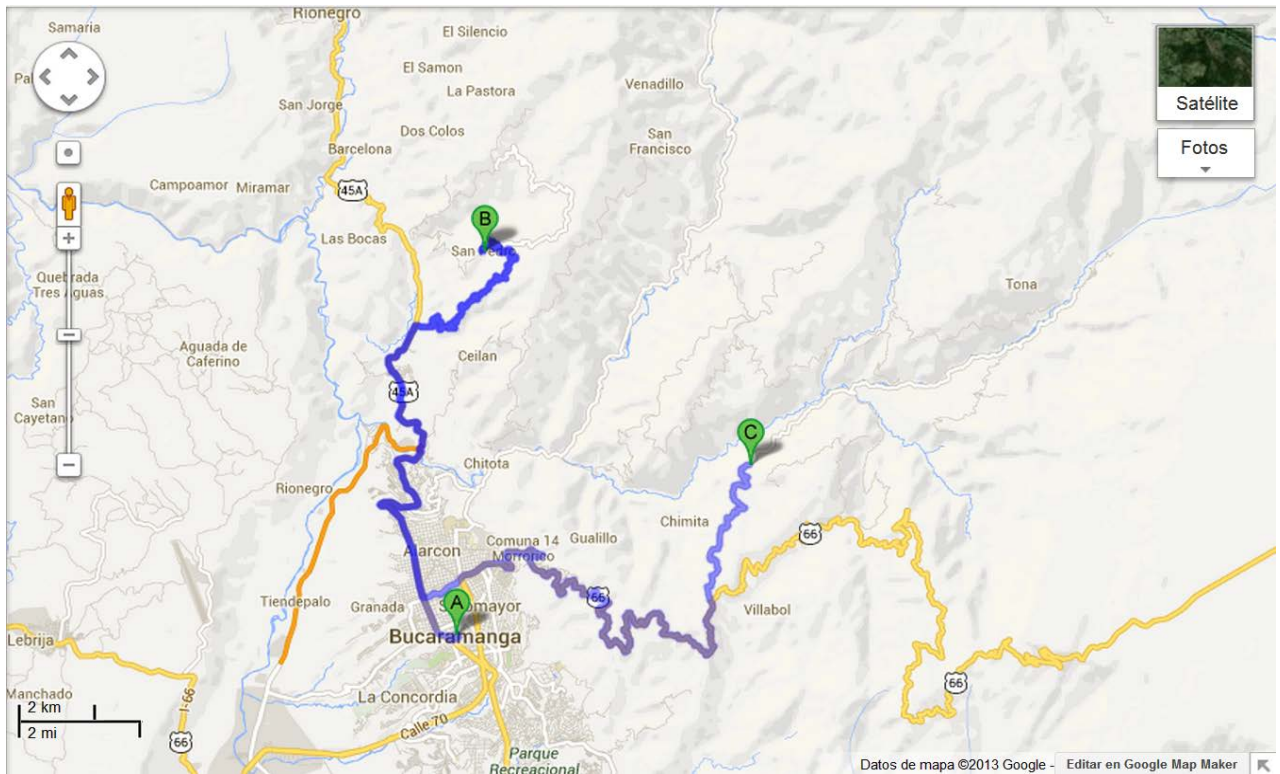 Rionegro
Samaria
El Silencio
El Samon
La Pastora
Venadillo
Satélite
San Jorge
Dos Colos
San
Francisco
Fotos
Barcelona
Campoamor
Miramar
45A
B
Las Bocas
San Pedro
Quebrada
Tres Aguas
Tona
Aguada de
Caferino
Ceilan
45A
San
Cayetano
C
Chitota
Rionegro
Chimita
66
Alarcon
Comuna 14
Morrorico
Gualillo
66
Tiendepalo
Granada
A
Villabol
Lebrija
Bucaramanga
66
Manchado
I-66
La Concordia
2 km
2 mi
66
Calle 70
Parque
Recreacional
Datos de mapa ©2013 Google -
Editar en Google Map Maker